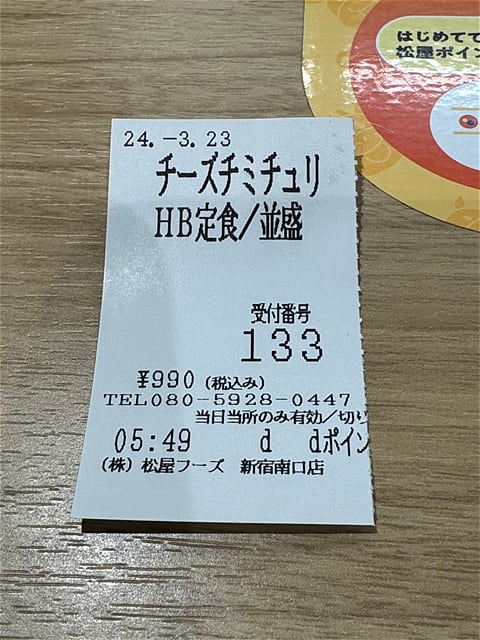 はじめてで
松屋ポイン
24.-3.23
チーズチミチュリ
HB定食/並盛
受付番号
133
¥990(税込み)
TEL080-5928-0447
当日当所のみ有効/切り
05:49 d dポイン
(株)松屋フーズ 新宿南口店